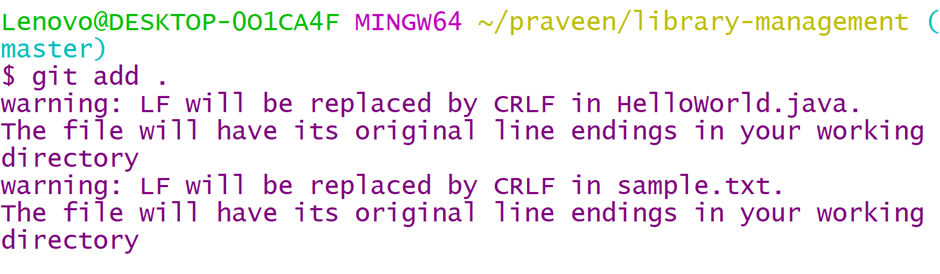 Lenovo@DESKTOP-OO1CA4F MINGW64 ~/praveen/library-management (
master)
$ git add .
warning: LF will be replaced by CRLF in HelloWorld.java.
The file will have its original line endings in your working
directory
warning: LF will be replaced by CRLF in sample.txt.
The file will have its original line endings in your working
directory